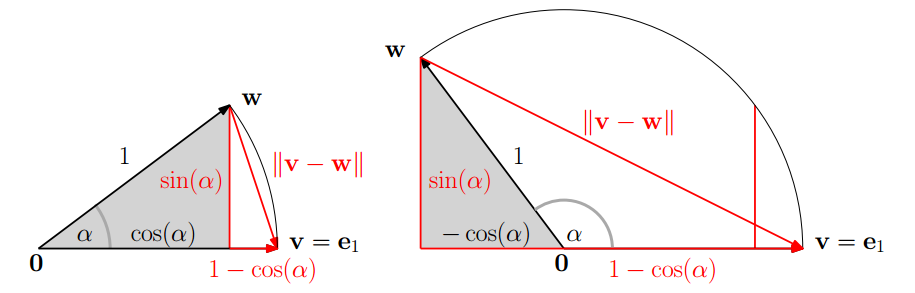 w
1
‖v − w‖
sin(α)
α
cos(α)
v = e₁
0
1 − cos(α)
w
‖v − w‖
1
sin(α)
− cos(α)
α
v = e₁
0
1 − cos(α)